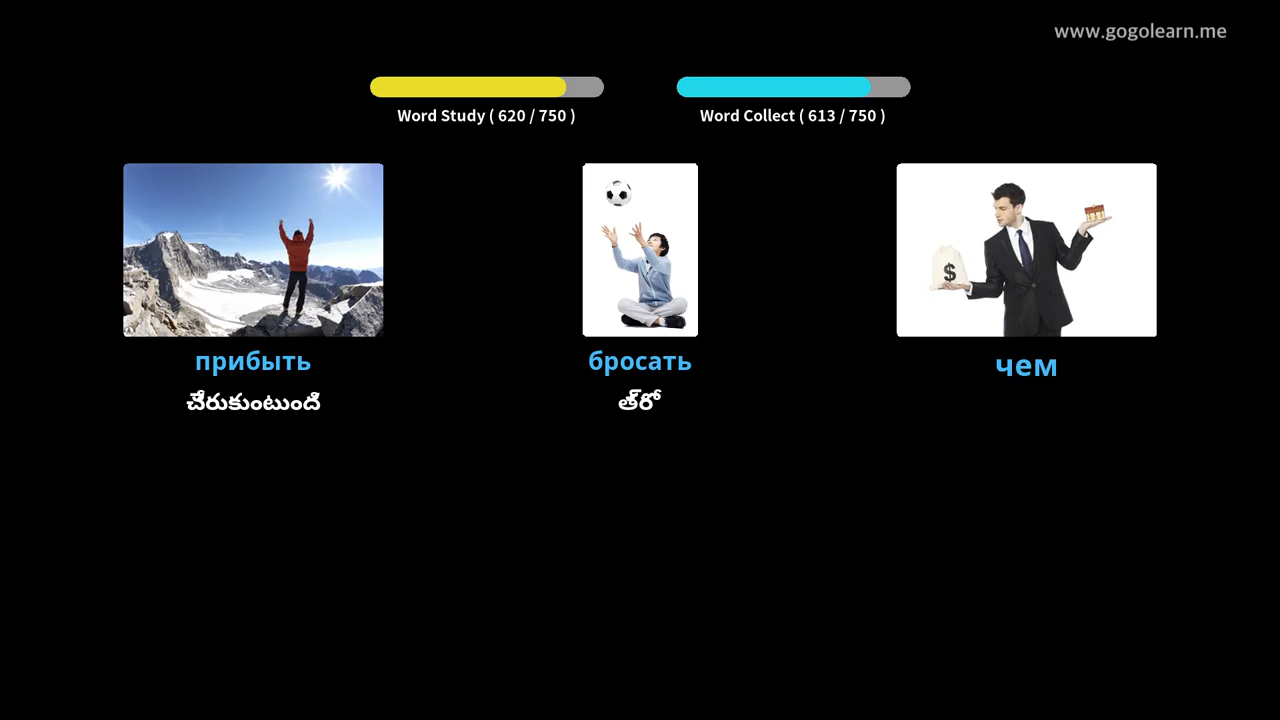 www.gogolearn.me
Word Study ( 620 / 750 )
Word Collect ( 613 / 750 )
$
прибыть
бросать
чем
చేరుకుంటుంది
త్రో